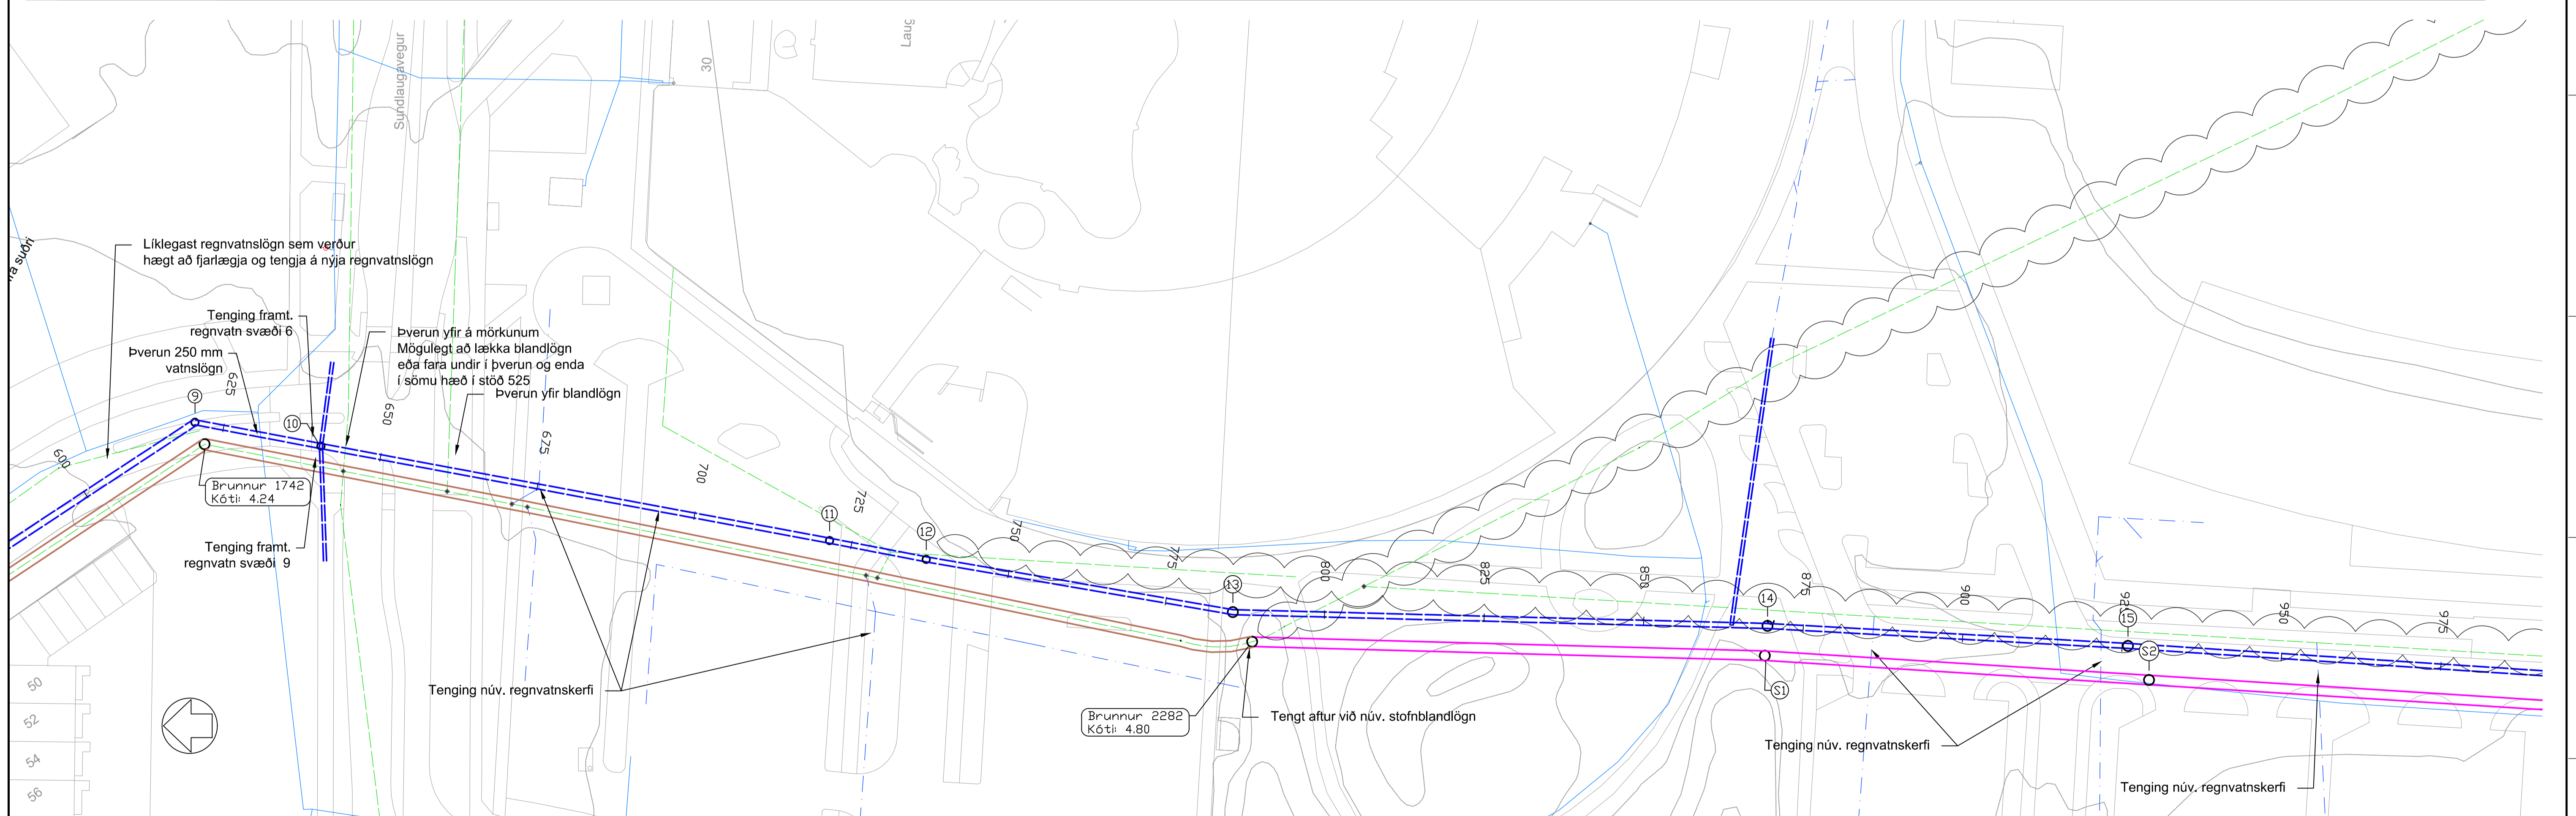 Sundlaugavegur
30
Laug
frá suðri
Líklegast regnvatnslögn sem verður
hægt að fjarlægja og tengja á nýja regnvatnslögn
Tenging framt.
regnvatn svæði 6
Þverun 250 mm
vatnslögn
Þverun yfir á mörkunum
Mögulegt að lækka blandlögn
eða fara undir í þverun og enda
í sömu hæð í stöð 525
Þverun yfir blandlögn
600
9
625
10
650
675
700
11
725
12
750
775
13
800
825
850
14
875
900
925
15
950
975
S1
S2
Brunnur 1742
Kóti: 4.24
Tenging framt.
regnvatn svæði 9
Tenging núv. regnvatnskerfi
Brunnur 2282
Kóti: 4.80
Tengt aftur við núv. stofnblandlögn
Tenging núv. regnvatnskerfi
Tenging núv. regnvatnskerfi
50
52
54
56